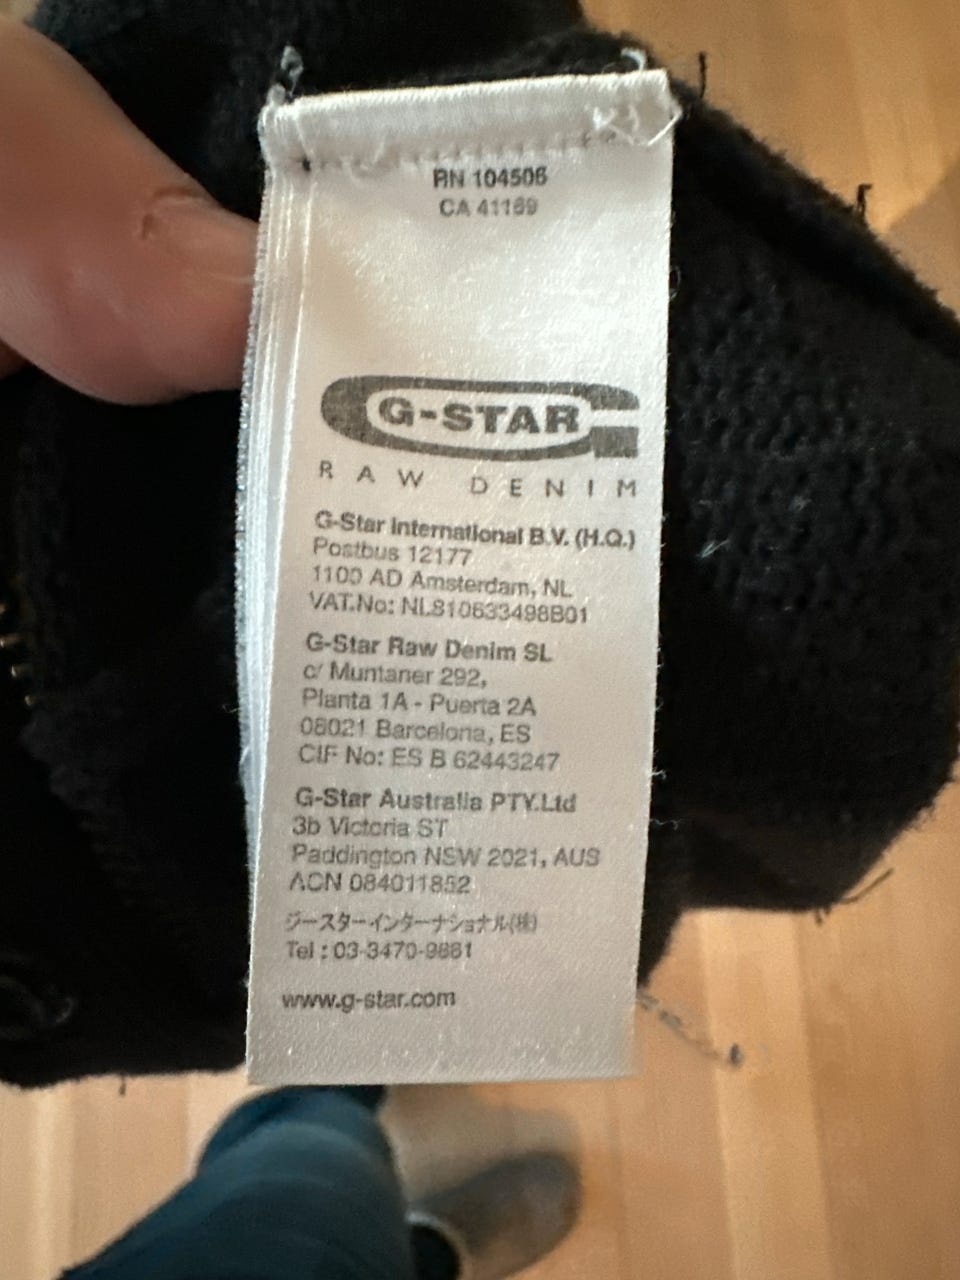 RN 104506
CA 41169
G-STAR
RAW DENIM
G-Star International B.V. (H.Q.)
Postbus 12177
1100 AD Amsterdam, NL
VAT.No: NL810633498B01
G-Star Raw Denim SL
c/ Muntaner 292,
Planta 1A - Puerta 2A
08021 Barcelona, ES
CIF No: ES B 62443247
G-Star Australia PTY.Ltd
3b Victoria ST
Paddington NSW 2021, AUS
ACN 084011852
ジースターインターナショナル(株)
Tel : 03-3470-9861
www.g-star.com